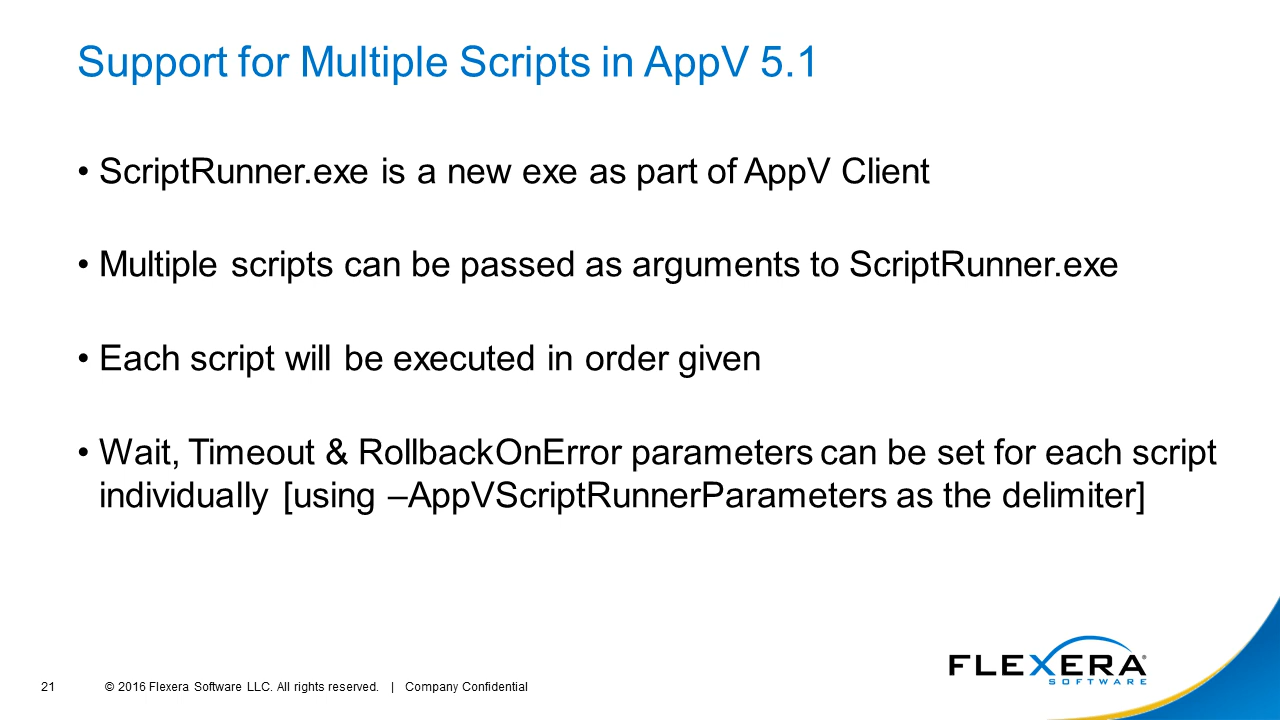 Support for Multiple Scripts in AppV 5.1
• ScriptRunner.exe is a new exe as part of AppV Client
• Multiple scripts can be passed as arguments to ScriptRunner.exe
• Each script will be executed in order given
• Wait, Timeout & RollbackOnError parameters can be set for each script
individually [using –AppVScriptRunnerParameters as the delimiter]
FLEXERA
SOFTWARE
21 © 2016 Flexera Software LLC. All rights reserved. | Company Confidential